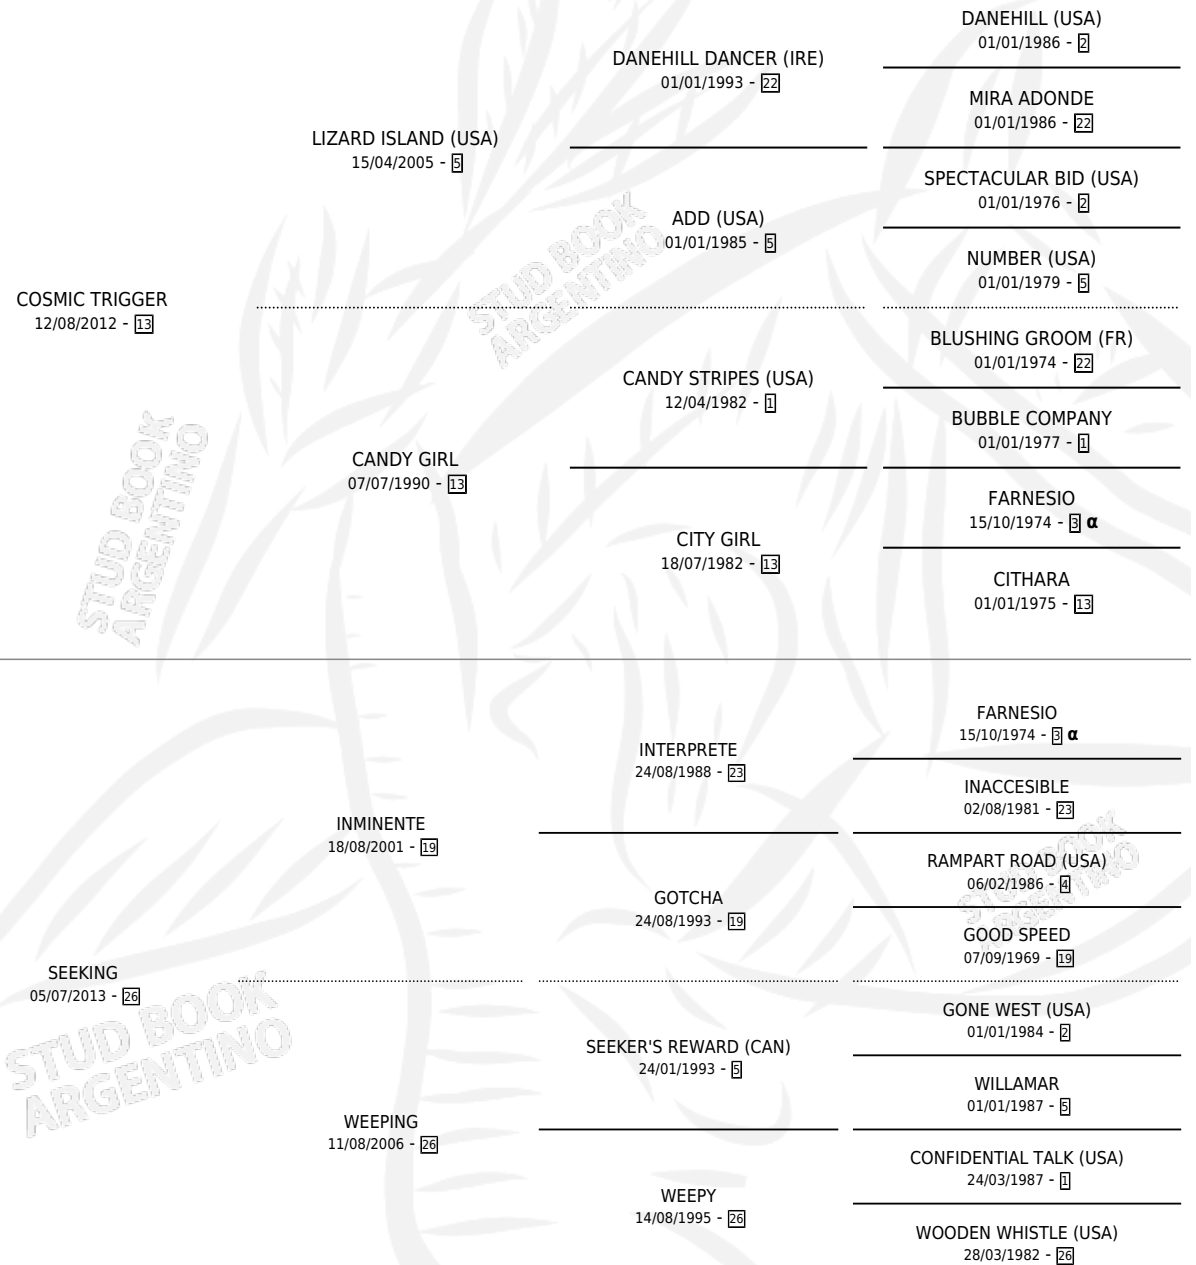 DANEHILL (USA)
01/01/1986 - 2
DANEHILL DANCER (IRE)
01/01/1993 - 22
MIRA ADONDE
01/01/1986 - 22
LIZARD ISLAND (USA)
15/04/2005 - 5
SPECTACULAR BID (USA)
01/01/1976 - 2
ADD (USA)
01/01/1985 - 5
NUMBER (USA)
01/01/1979 - 5
COSMIC TRIGGER
12/08/2012 - 13
BLUSHING GROOM (FR)
01/01/1974 - 22
CANDY STRIPES (USA)
12/04/1982 - 1
BUBBLE COMPANY
01/01/1977 - 1
CANDY GIRL
07/07/1990 - 13
FARNESIO
15/10/1974 - 3 α
CITY GIRL
18/07/1982 - 13
CITHARA
01/01/1975 - 13
STUD BOOK
ARGENTINO
STUD BOOK
ARGENTINO
FARNESIO
15/10/1974 - 3 α
INTERPRETE
24/08/1988 - 23
INACCESIBLE
02/08/1981 - 23
INMINENTE
18/08/2001 - 19
RAMPART ROAD (USA)
06/02/1986 - 4
GOTCHA
24/08/1993 - 19
GOOD SPEED
07/09/1969 - 19
SEEKING
05/07/2013 - 26
GONE WEST (USA)
01/01/1984 - 2
SEEKER'S REWARD (CAN)
24/01/1993 - 5
WILLAMAR
01/01/1987 - 5
WEEPING
11/08/2006 - 26
CONFIDENTIAL TALK (USA)
24/03/1987 - 1
WEEPY
14/08/1995 - 26
WOODEN WHISTLE (USA)
28/03/1982 - 26
STUD BOOK
ARGENTINO
STUD BOOK
ARGENTINO